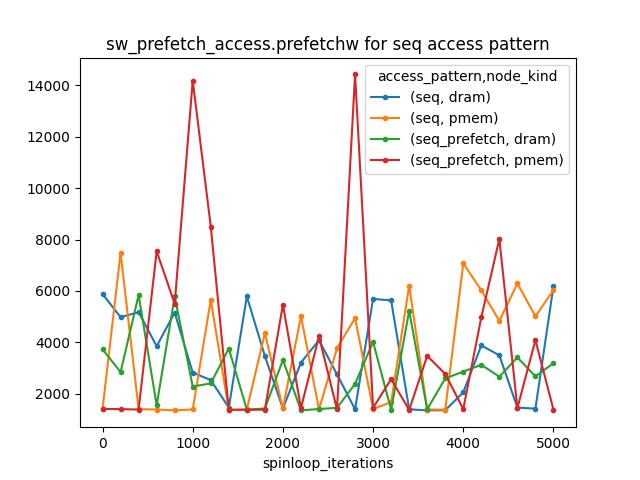 sw_prefetch_access.prefetchw for seq access pattern
access_pattern,node_kind
(seq, dram)
(seq, pmem)
(seq_prefetch, dram)
(seq_prefetch, pmem)
14000
12000
10000
8000
6000
4000
2000
0 1000 2000 3000 4000 5000
spinloop_iterations